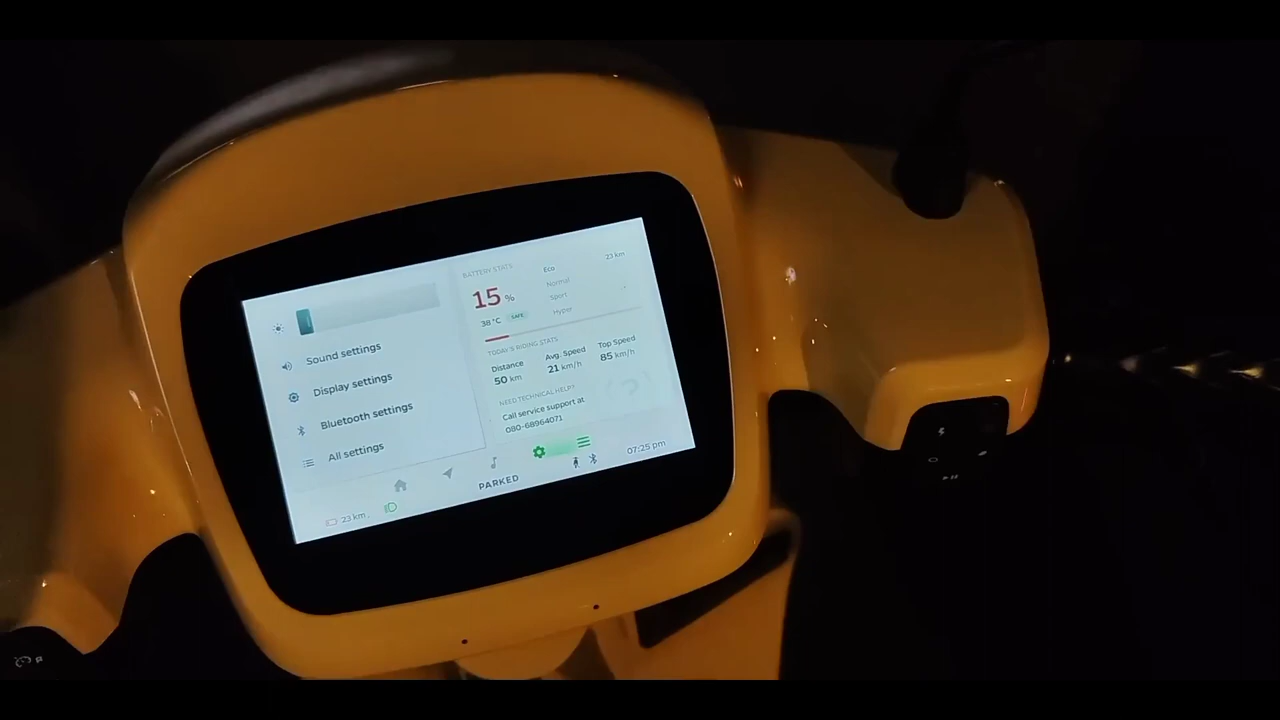 Sound settings
Display settings
Bluetooth settings
All settings
BATTERY STATS
15 %
38°C SAFE
Eco 23 km
Normal
Sport
Hyper
TODAY'S RIDING STATS
Distance
50 km
Avg. Speed
21 km/h
Top Speed
85 km/h
NEED TECHNICAL HELP?
Call service support at
080-68964071
23 km
PARKED
07:25 pm